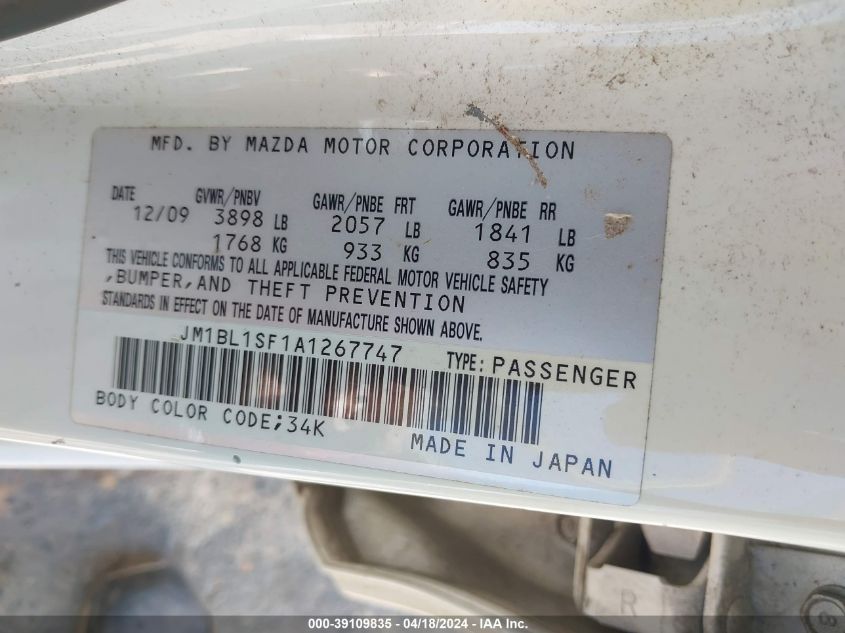 MFD. BY MAZDA MOTOR CORPORATION
DATE GVWR/PNBV GAWR/PNBE FRT GAWR/PNBE RR
12/09 3898 LB 2057 LB 1841 LB
1768 KG 933 KG 835 KG
THIS VEHICLE CONFORMS TO ALL APPLICABLE FEDERAL MOTOR VEHICLE SAFETY
,BUMPER,AND THEFT PREVENTION
STANDARDS IN EFFECT ON THE DATE OF MANUFACTURE SHOWN ABOVE.
JM1BL1SF1A1267747 TYPE: PASSENGER
BODY COLOR CODE;34K
MADE IN JAPAN
R
8
000-39109835 - 04/18/2024 - IAA Inc.